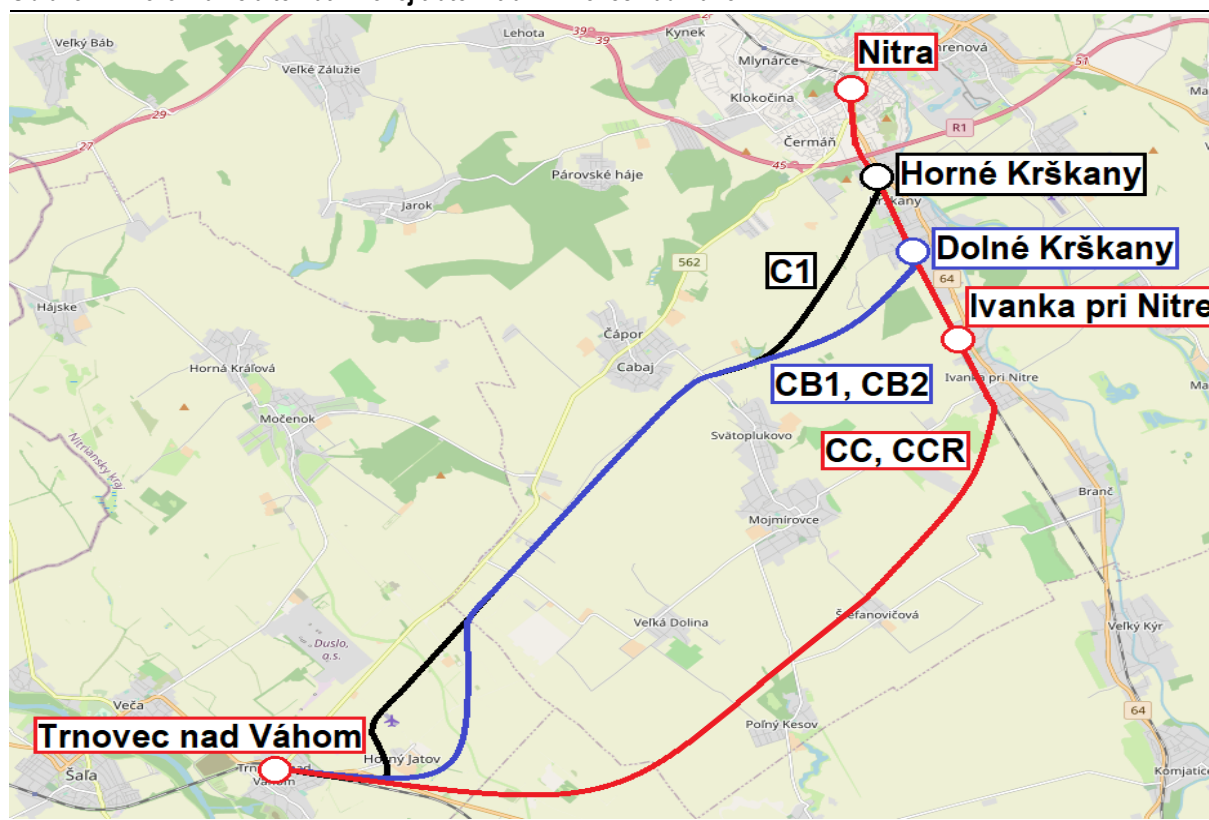 Veľký Báb
Lehota
39
39
Kynek
Mlynárce
Nitra
51
Veľké Zálužie
Klokočina
29
Čermáň
R1
27
45
Párovské háje
Horné Krškany
Jarok
562
Dolné Krškany
C1
64
Hájske
Ivanka pri Nitre
Čápor
Cabaj
Horná Kráľová
CB1, CB2
Ivanka pri Nitre
Močenok
Svätoplukovo
CC, CCR
Nitriansky kraj
Branč
Mojmírovce
Štefanovičová
Veľká Dolina
Veľký Kýr
Duslo,
a.s.
Veča
64
Poľný Kesov
Trnovec nad Váhom
Horný Jatov
Šaľa
Váhom